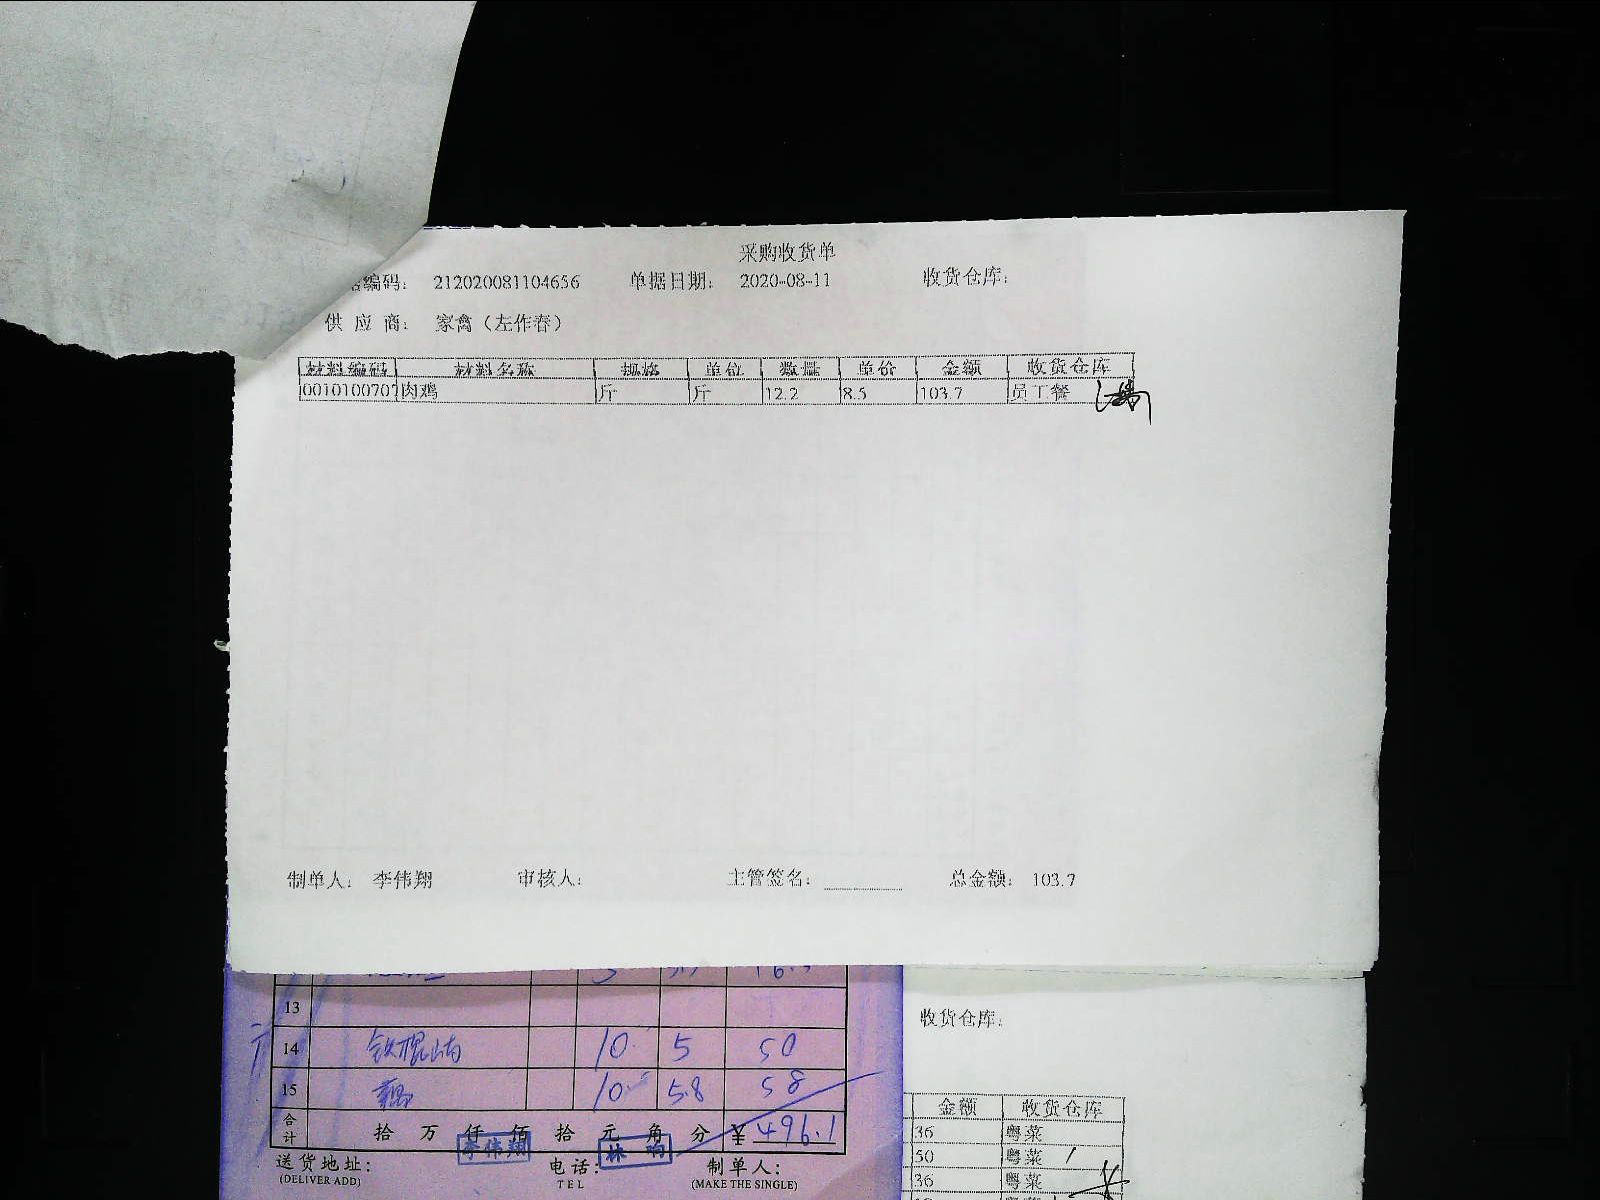 采购收货单
编码： 212020081104656 单据日期： 2020-08-11 收货仓库：
供 应 商： 家禽（左作春）
材料编码 材料名称 规格 单位 数量 单价 金额 收货仓库
0010100707 肉鸡 斤 斤 12.2 8.5 103.7 员工餐
制单人： 李伟翔 审核人： 主管签名： 总金额： 103.7
13
14 铁棍山药 10 5 50
15 10 5.8 58
合计 拾 万 仟 佰 拾 元 角 分 ¥ 496.1
李伟翔
送货地址： 电话： 制单人：
(DELIVER ADD) TEL (MAKE THE SINGLE)
收货仓库：
金额 收货仓库
36 粤菜
50 粤菜
36 粤菜